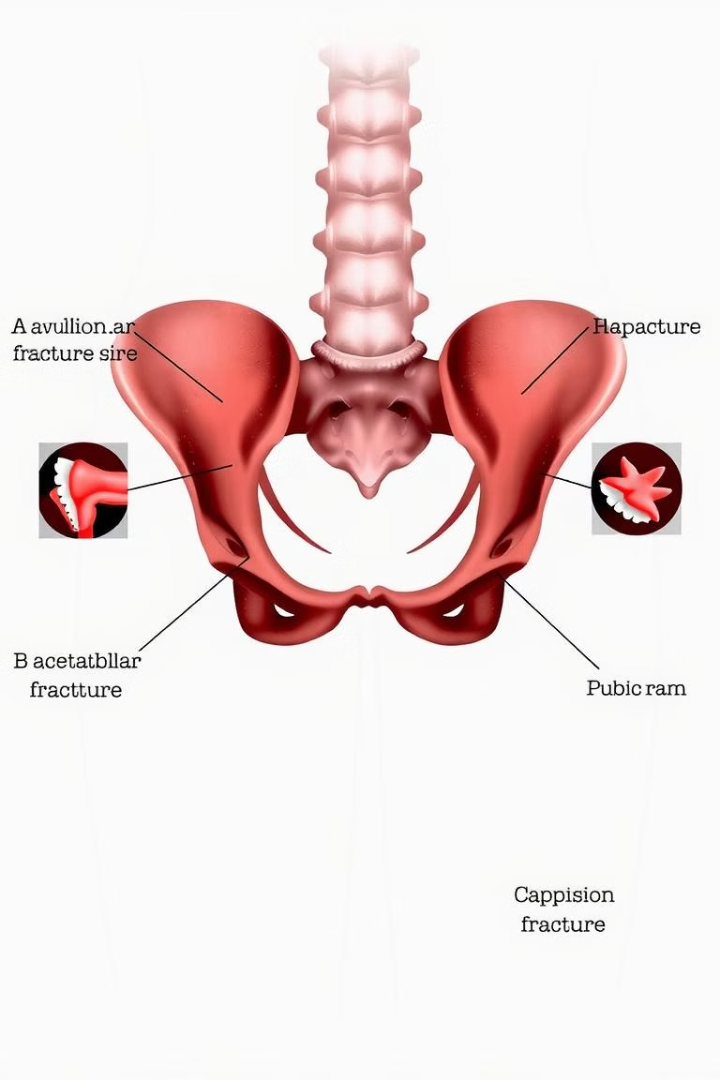 A avullion.ar
fracture sire
Hapacture
B acetatbllar
fractture
Pubic ram
Cappision
fracture